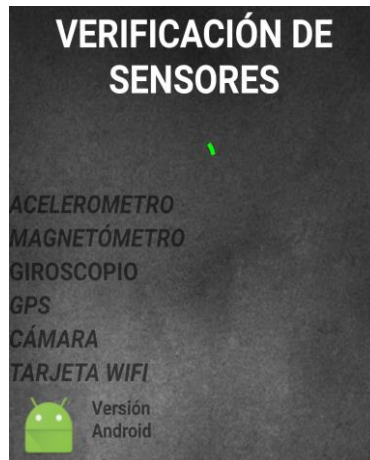 VERIFICACIÓN DE
SENSORES
ACELEROMETRO
MAGNETÓMETRO
GIROSCOPIO
GPS
CÁMARA
TARJETA WIFI
Versión
Android